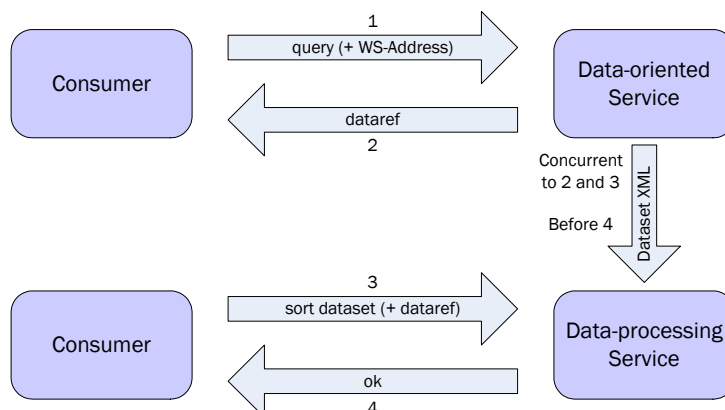 1
query (+ WS-Address)
Consumer
Data-oriented
Service
dataref
2
Concurrent
to 2 and 3
Before 4
Dataset XML
3
sort dataset (+ dataref)
Consumer
Data-processing
Service
ok
4